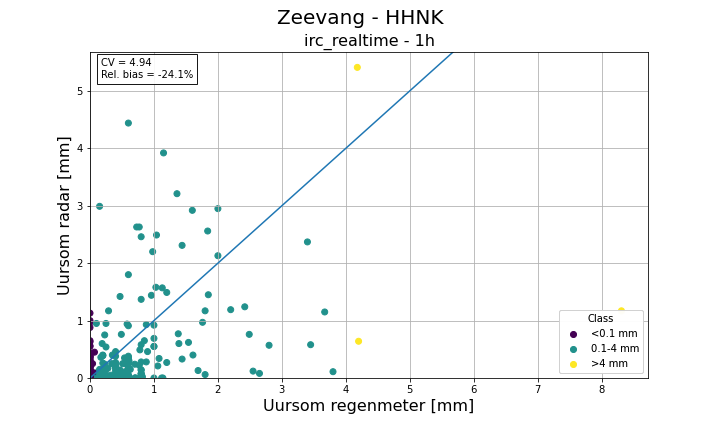 Zeevang - HHNK
irc_realtime - 1h
CV = 4.94
Rel. bias = -24.1%
Uursom radar [mm]
5
4
3
2
1
0
0 1 2 3 4 5 6 7 8
Uursom regenmeter [mm]
Class
<0.1 mm
0.1-4 mm
>4 mm